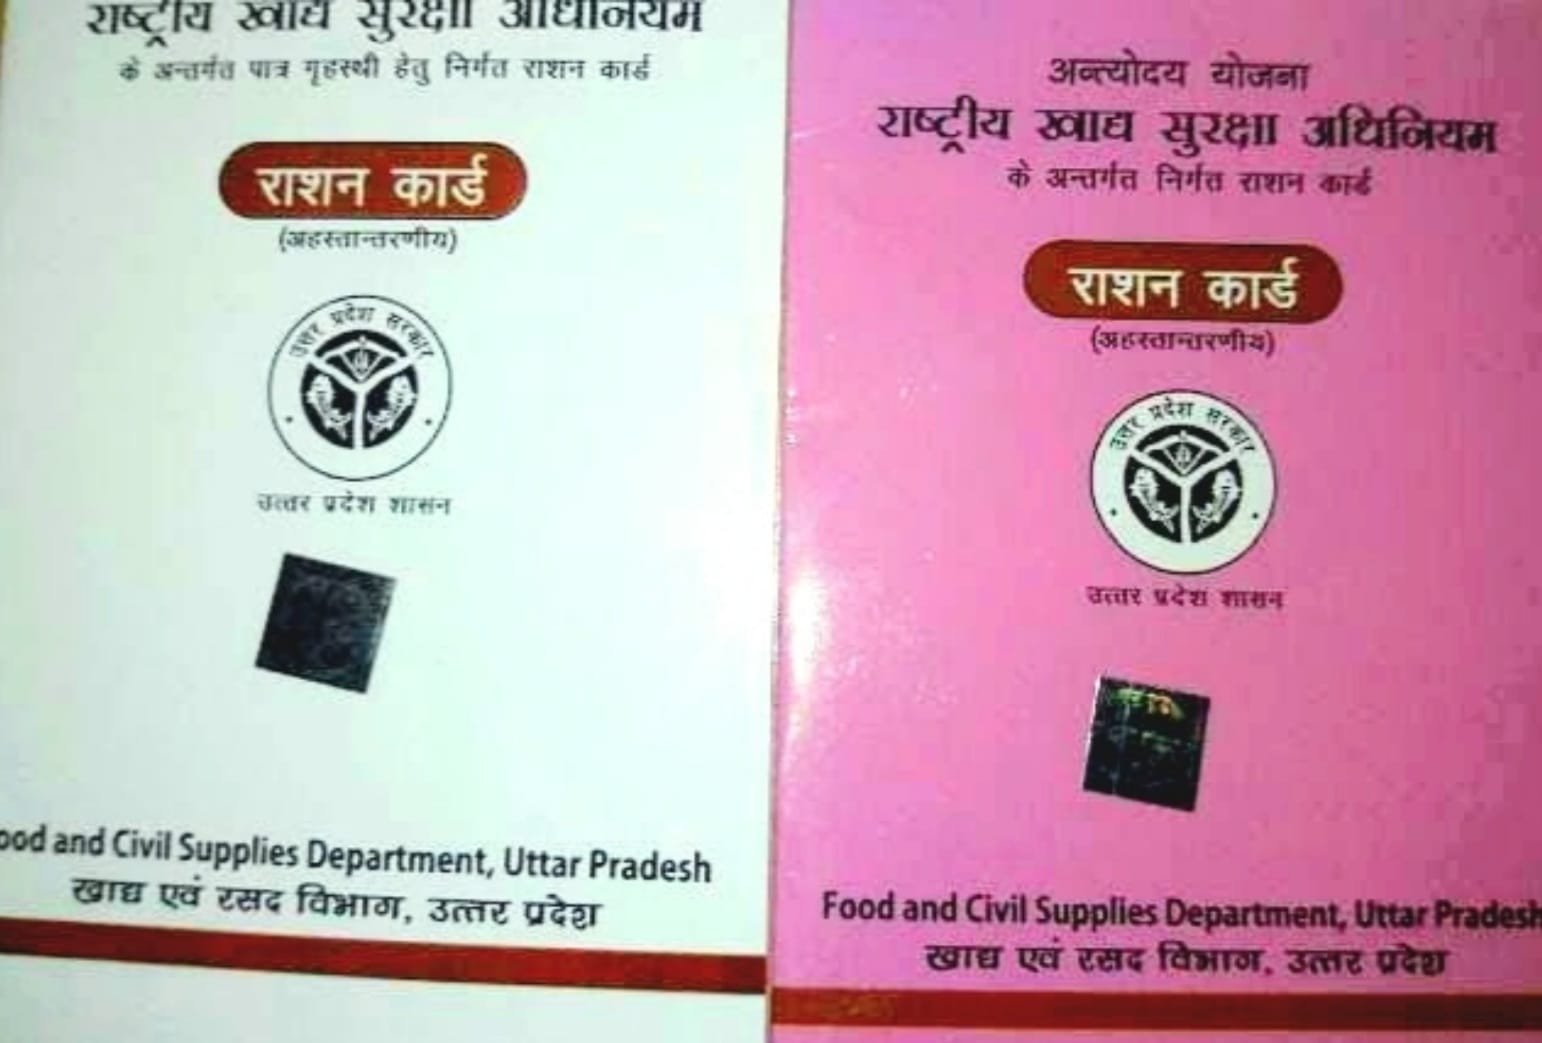 राष्ट्रीय खाद्य सुरक्षा अधिनियम
के अन्तर्गत पात्र गृहस्थी हेतु निर्गत राशन कार्ड
राशन कार्ड
(अहस्तान्तरणीय)
उत्तर प्रदेश सरकार
उत्तर प्रदेश शासन
ood and Civil Supplies Department, Uttar Pradesh
खाद्य एवं रसद विभाग, उत्तर प्रदेश
अन्त्योदय योजना
राष्ट्रीय खाद्य सुरक्षा अधिनियम
के अन्तर्गत निर्गत राशन कार्ड
राशन कार्ड
(अहस्तान्तरणीय)
उत्तर प्रदेश सरकार
उत्तर प्रदेश शासन
Food and Civil Supplies Department, Uttar Pradesh
खाद्य एवं रसद विभाग, उत्तर प्रदेश